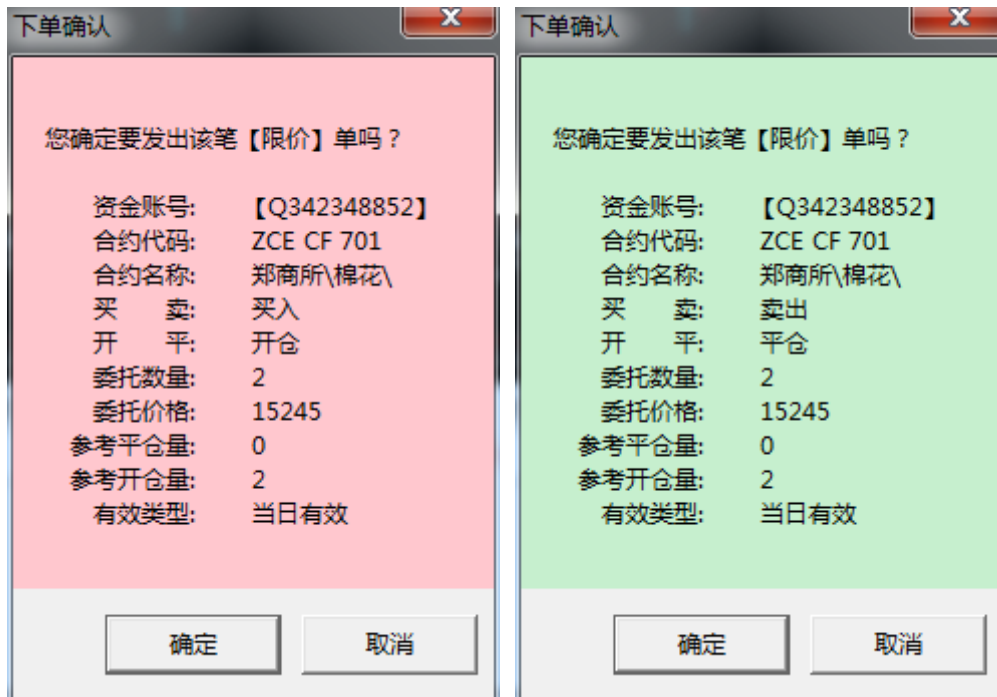 下单确认
您确定要发出该笔【限价】单吗？
资金账号: 【Q342348852】
合约代码: ZCE CF 701
合约名称: 郑商所\棉花\
买 卖: 买入
开 平: 开仓
委托数量: 2
委托价格: 15245
参考平仓量: 0
参考开仓量: 2
有效类型: 当日有效
确定 取消
下单确认
您确定要发出该笔【限价】单吗？
资金账号: 【Q342348852】
合约代码: ZCE CF 701
合约名称: 郑商所\棉花\
买 卖: 卖出
开 平: 平仓
委托数量: 2
委托价格: 15245
参考平仓量: 0
参考开仓量: 2
有效类型: 当日有效
确定 取消